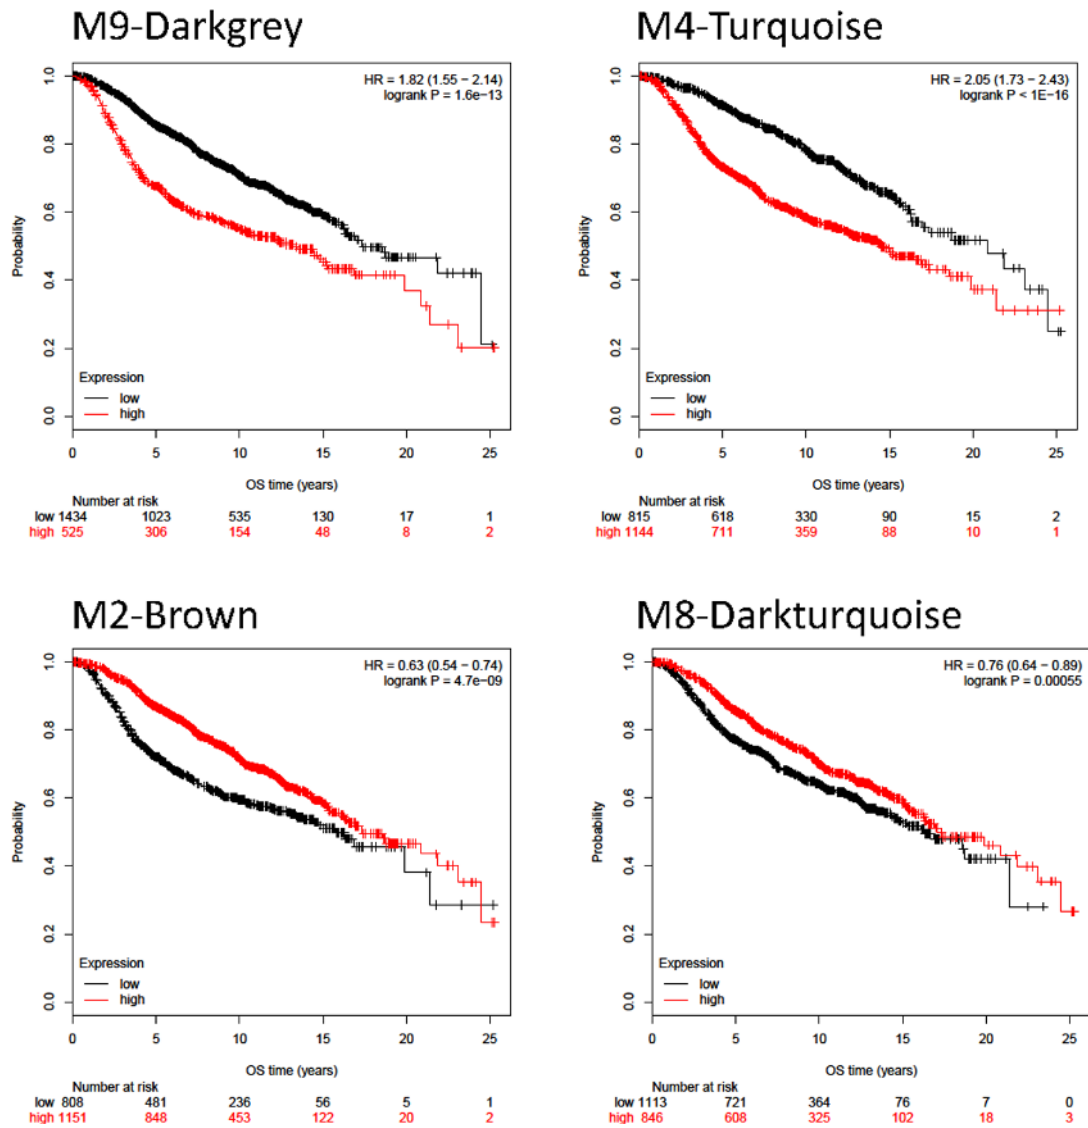 M9-Darkgrey
HR = 1.82 (1.55 − 2.14)
logrank P = 1.6e−13
1.0
0.8
0.6
0.4
0.2
0.0
Probability
Expression
low
high
0 5 10 15 20 25
OS time (years)
Number at risk
low 1434 1023 535 130 17 1
high 525 306 154 48 8 2
M4-Turquoise
HR = 2.05 (1.73 − 2.43)
logrank P < 1E−16
1.0
0.8
0.6
0.4
0.2
0.0
Probability
Expression
low
high
0 5 10 15 20 25
OS time (years)
Number at risk
low 815 618 330 90 15 2
high 1144 711 359 88 10 1
M2-Brown
HR = 0.63 (0.54 − 0.74)
logrank P = 4.7e−09
1.0
0.8
0.6
0.4
0.2
0.0
Probability
Expression
low
high
0 5 10 15 20 25
OS time (years)
Number at risk
low 808 481 236 56 5 1
high 1151 848 453 122 20 2
M8-Darkturquoise
HR = 0.76 (0.64 − 0.89)
logrank P = 0.00055
1.0
0.8
0.6
0.4
0.2
0.0
Probability
Expression
low
high
0 5 10 15 20 25
OS time (years)
Number at risk
low 1113 721 364 76 7 0
high 846 608 325 102 18 3